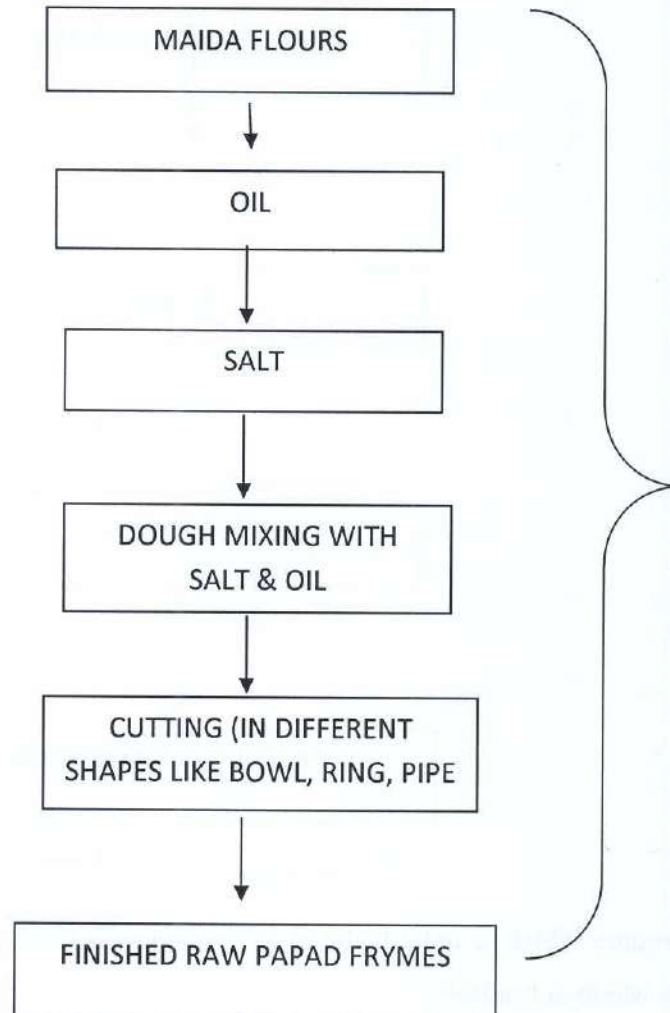 MAIDA FLOURS
OIL
SALT
DOUGH MIXING WITH
SALT & OIL
CUTTING (IN DIFFERENT
SHAPES LIKE BOWL, RING, PIPE
FINISHED RAW PAPAD FRYMES